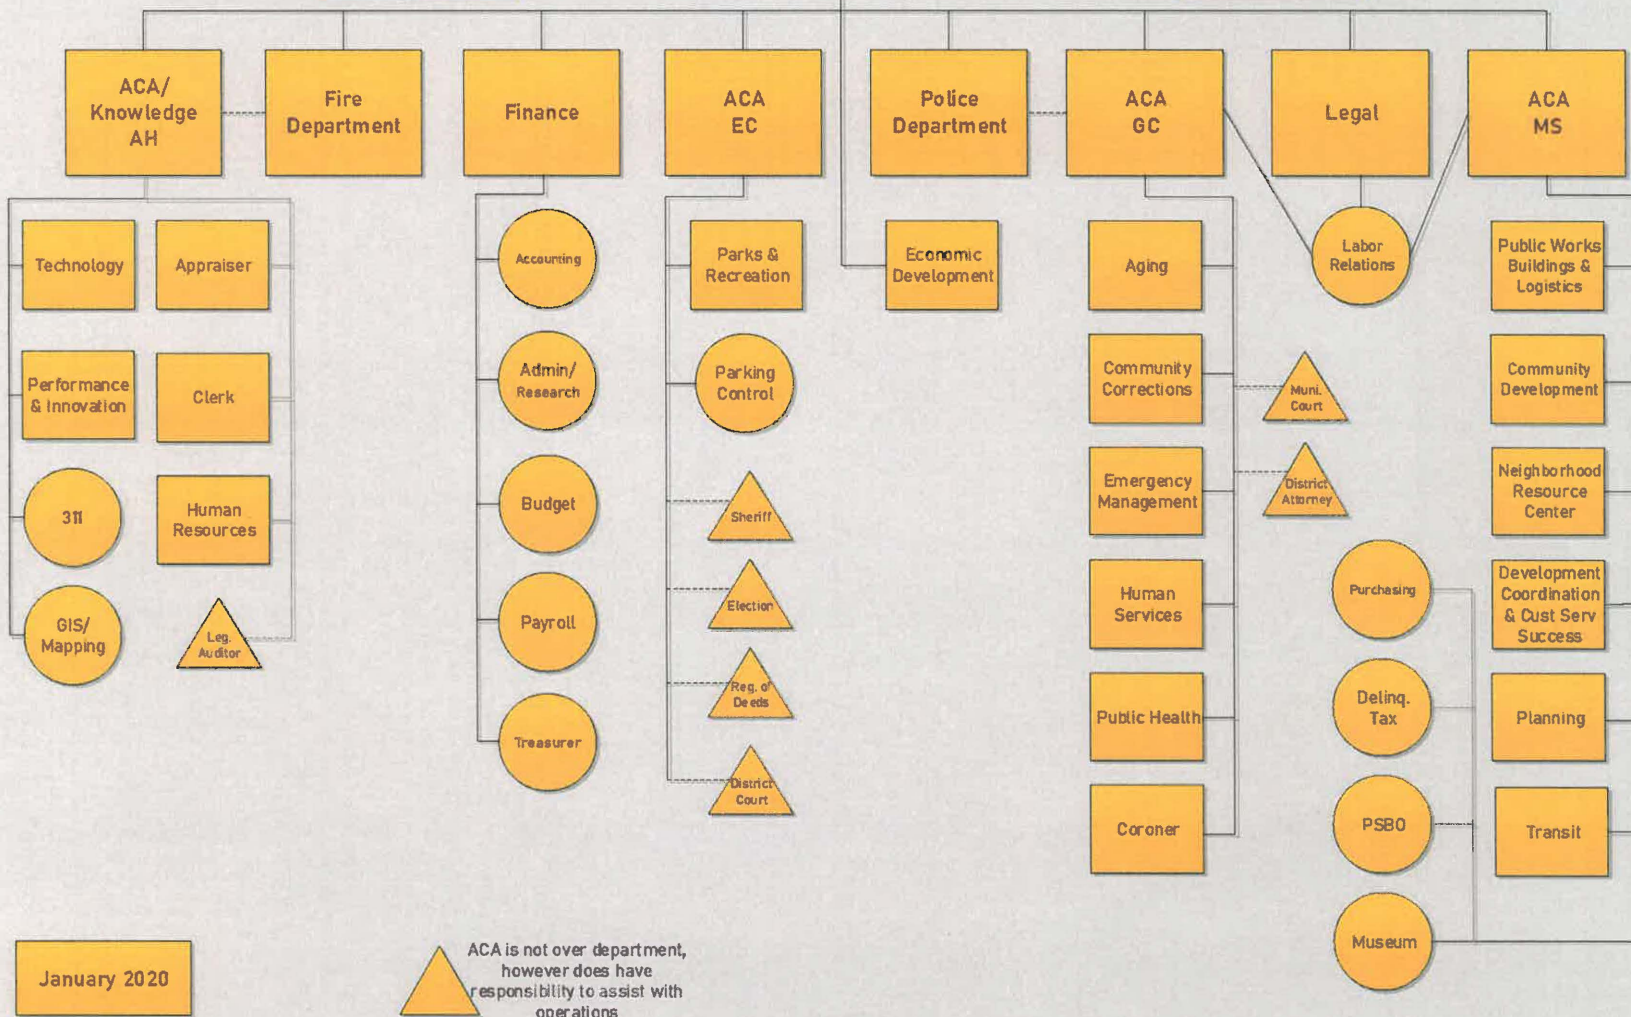 ACA/
Knowledge
AH
Fire
Department
Finance
ACA
EC
Police
Department
ACA
GC
Legal
ACA
MS
Technology
Appraiser
Performance
& Innovation
Clerk
311
Human
Resources
GIS/
Mapping
Leg.
Auditor
Accounting
Admin/
Research
Budget
Payroll
Treasurer
Parks &
Recreation
Parking
Control
Sheriff
Election
Reg. of
Deeds
District
Court
Economic
Development
Aging
Community
Corrections
Emergency
Management
Human
Services
Public Health
Coroner
Muni.
Court
District
Attorney
Labor
Relations
Purchasing
Delinq.
Tax
PSBO
Museum
Public Works
Buildings &
Logistics
Community
Development
Neighborhood
Resource
Center
Development
Coordination
& Cust Serv
Success
Planning
Transit
January 2020
ACA is not over department,
however does have
responsibility to assist with
operations